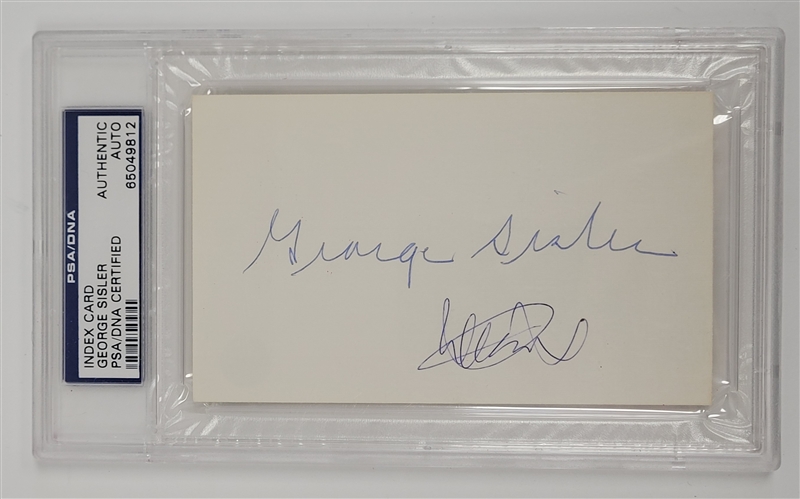 PSA/DNA
INDEX CARD
GEORGE SISLER
PSA/DNA CERTIFIED
AUTHENTIC
AUTO
65049812
George Sisler